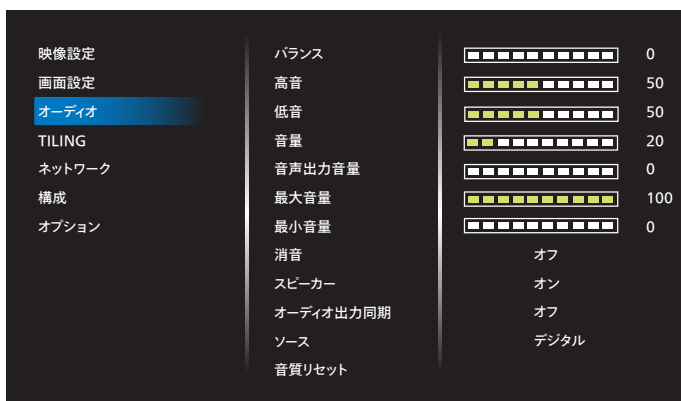 映像設定
画面設定
オーディオ
TILING
ネットワーク
構成
オプション
バランス 0
高音 50
低音 50
音量 20
音声出力音量 0
最大音量 100
最小音量 0
消音 オフ
スピーカー オン
オーディオ出力同期 オフ
ソース デジタル
音質リセット